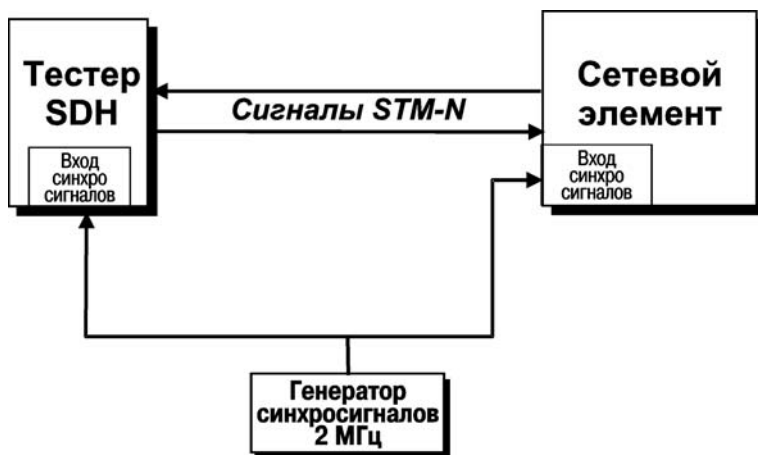 Тестер
SDH
Сетевой
элемент
Сигналы STM-N
Вход
синхро
сигналов
Вход
синхро
сигналов
Генератор
синхросигналов
2 МГц